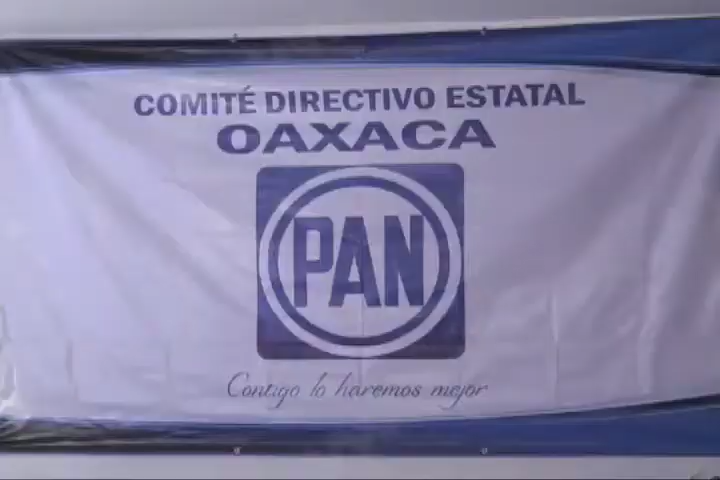 COMITÉ DIRECTIVO ESTATAL
OAXACA
PAN
Contigo lo haremos mejor